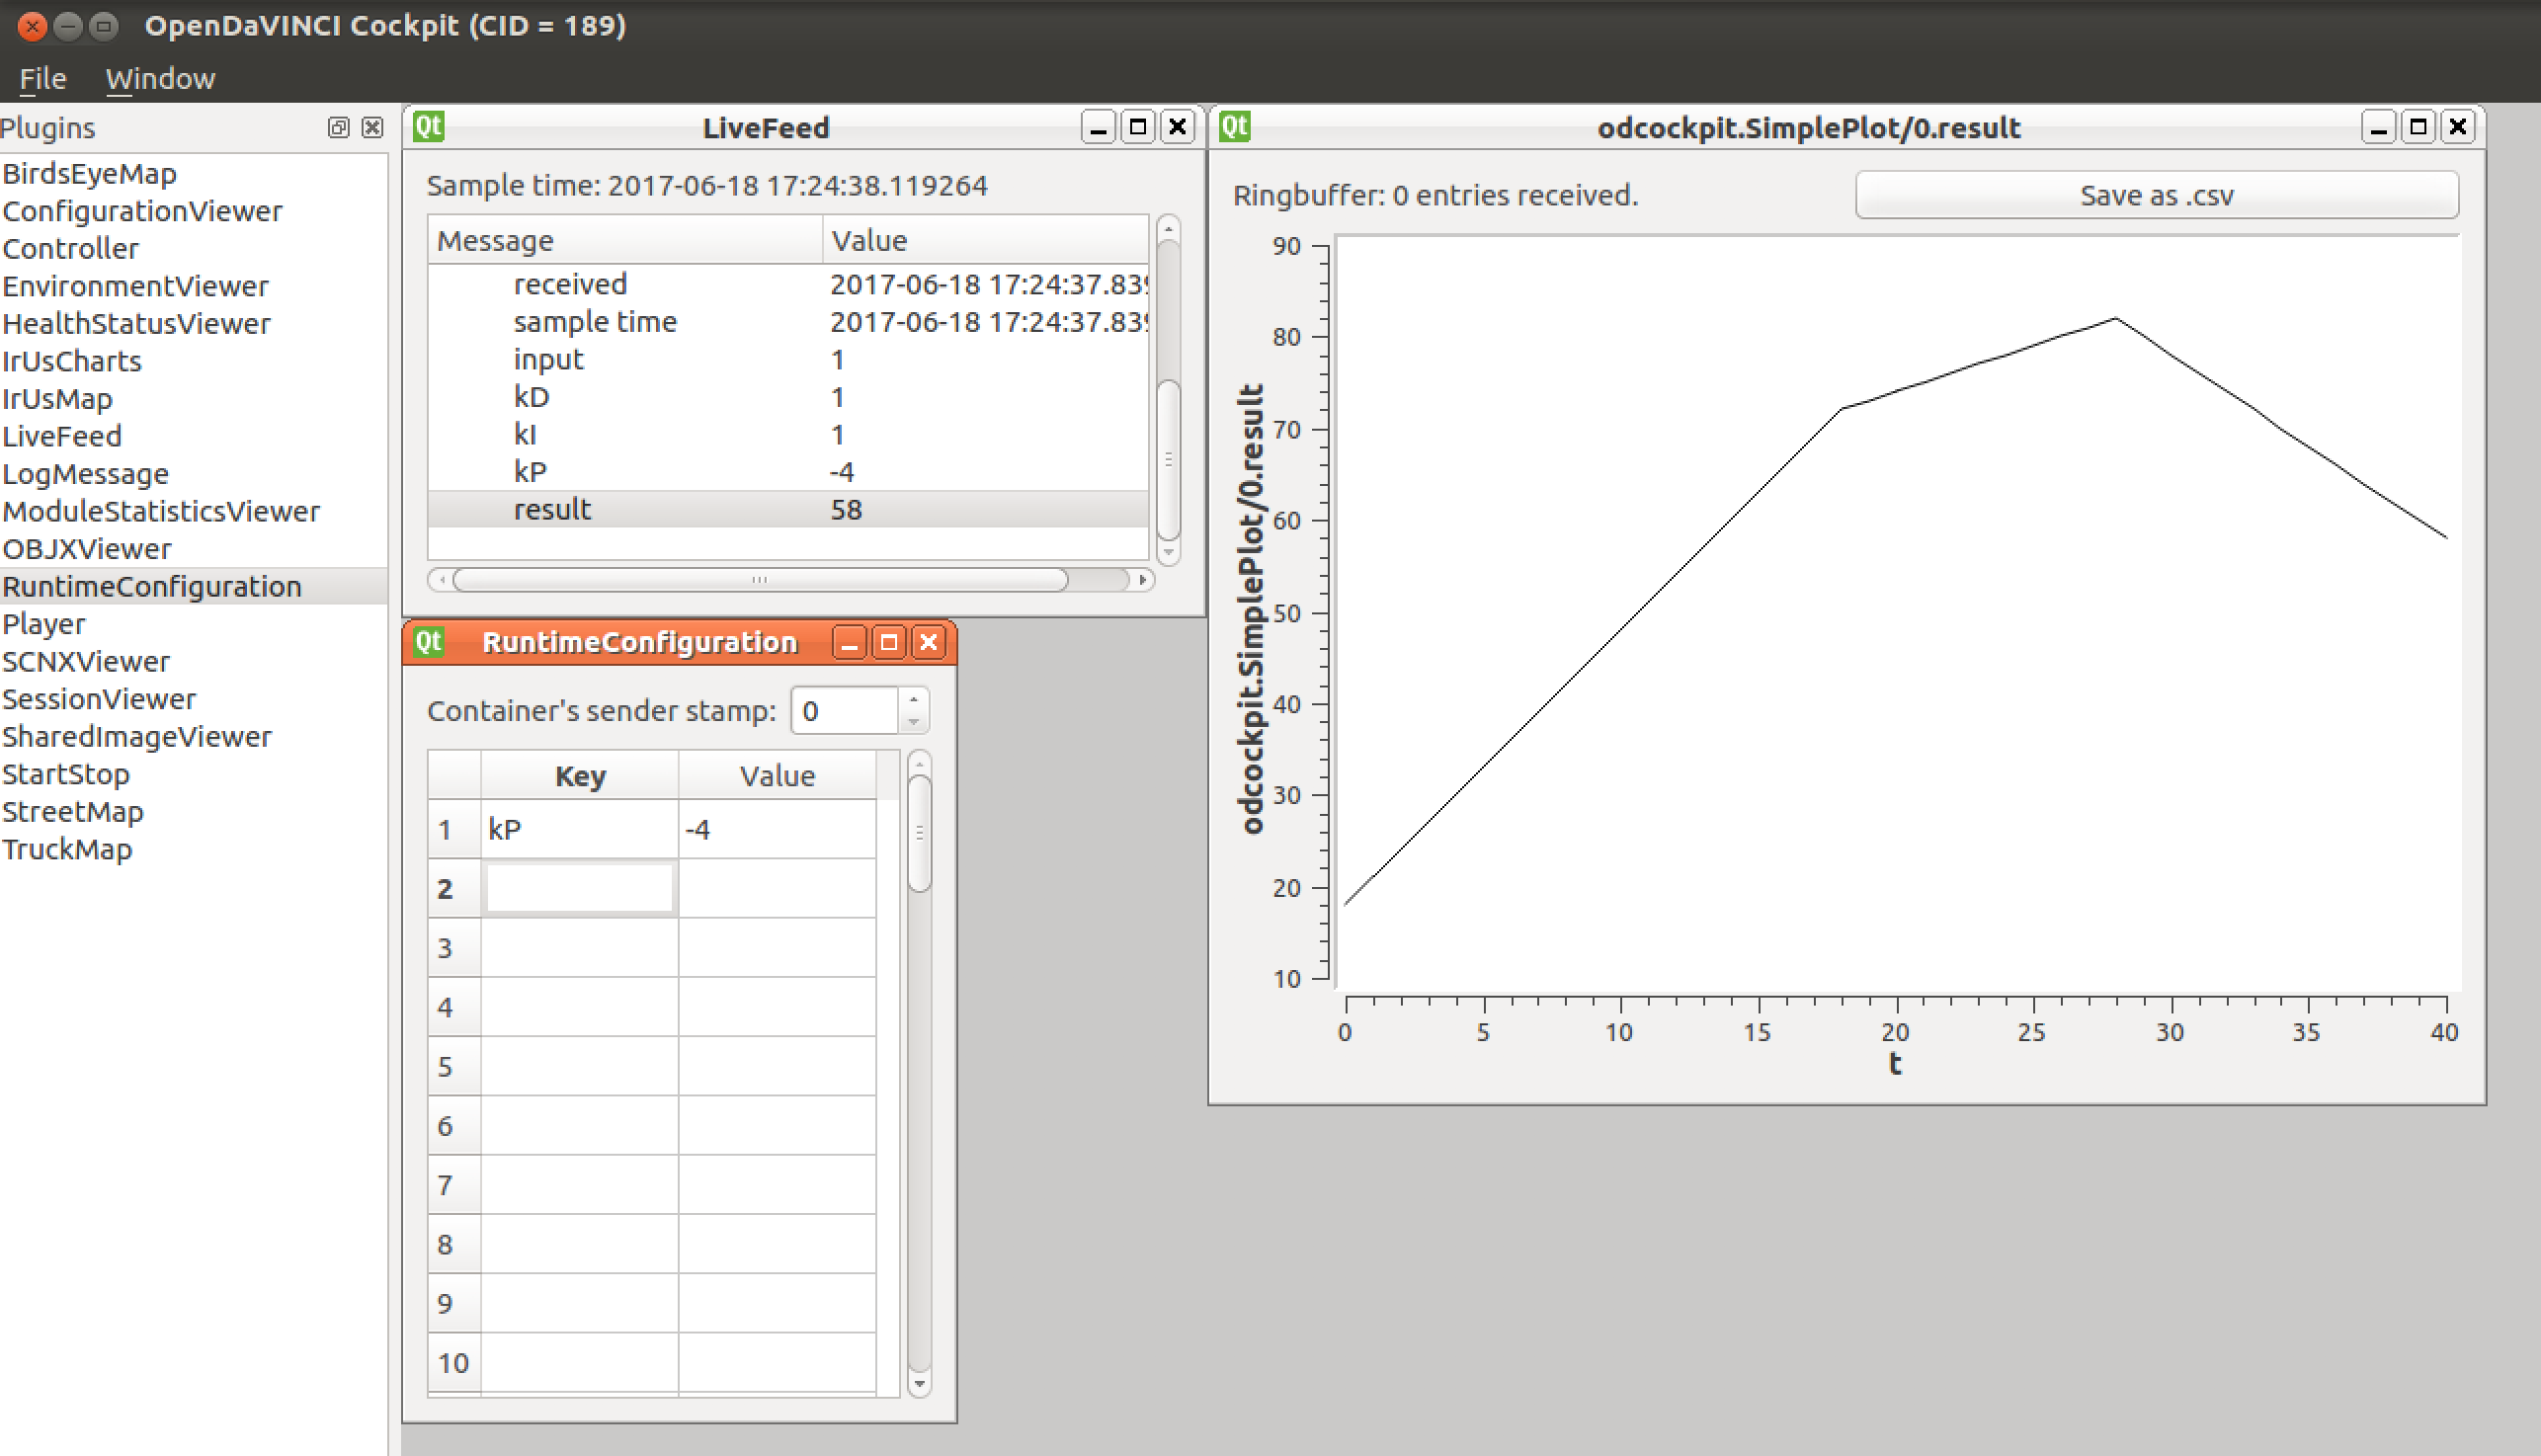 OpenDaVINCI Cockpit (CID = 189)
File Window
Plugins
BirdsEyeMap
ConfigurationViewer
Controller
EnvironmentViewer
HealthStatusViewer
IrUsCharts
IrUsMap
LiveFeed
LogMessage
ModuleStatisticsViewer
OBJXViewer
RuntimeConfiguration
Player
SCNXViewer
SessionViewer
SharedImageViewer
StartStop
StreetMap
TruckMap
Qt LiveFeed
Sample time: 2017-06-18 17:24:38.119264
Message Value
received 2017-06-18 17:24:37.839
sample time 2017-06-18 17:24:37.839
input 1
kD 1
kI 1
kP -4
result 58
Qt RuntimeConfiguration
Container's sender stamp: 0
Key Value
1 kP -4
2
3
4
5
6
7
8
9
10
Qt odcockpit.SimplePlot/0.result
Ringbuffer: 0 entries received. Save as .csv
odcockpit.SimplePlot/0.result
90
80
70
60
50
40
30
20
10
0 5 10 15 20 25 30 35 40
t